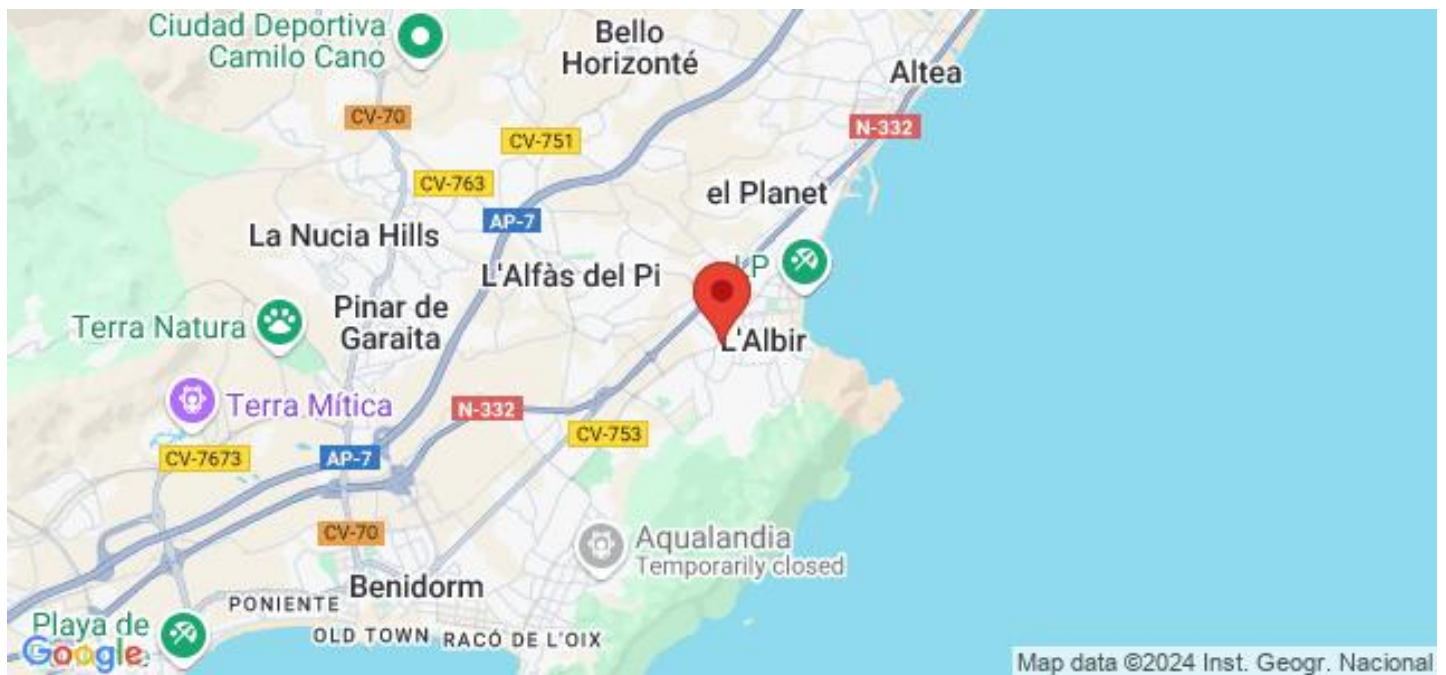 Ciudad Deportiva
Camilo Cano
Bello
Horizonté
Altea
CV-70
N-332
CV-751
CV-763
el Planet
AP-7
La Nucia Hills
L'Alfàs del Pi
Pinar de
Garaita
Terra Natura
L'Albir
Terra Mítica
N-332
CV-753
CV-7673
AP-7
CV-70
Aqualandia
Temporarily closed
Benidorm
PONIENTE
OLD TOWN
RACÓ DE L'OIX
Playa de
Google
Map data ©2024 Inst. Geogr. Nacional